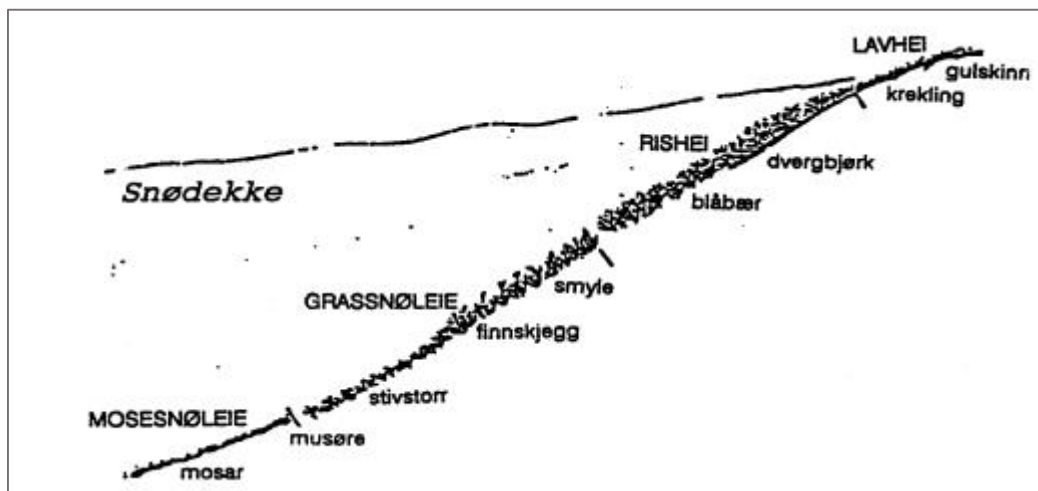 LAVHEI
gulskinn
krekling
RISHEI
dvergbjørk
Snødekke
blåbær
smyle
GRASSNØLEIE
finnskjegg
stivstorr
MOSESNØLEIE
musøre
mosar